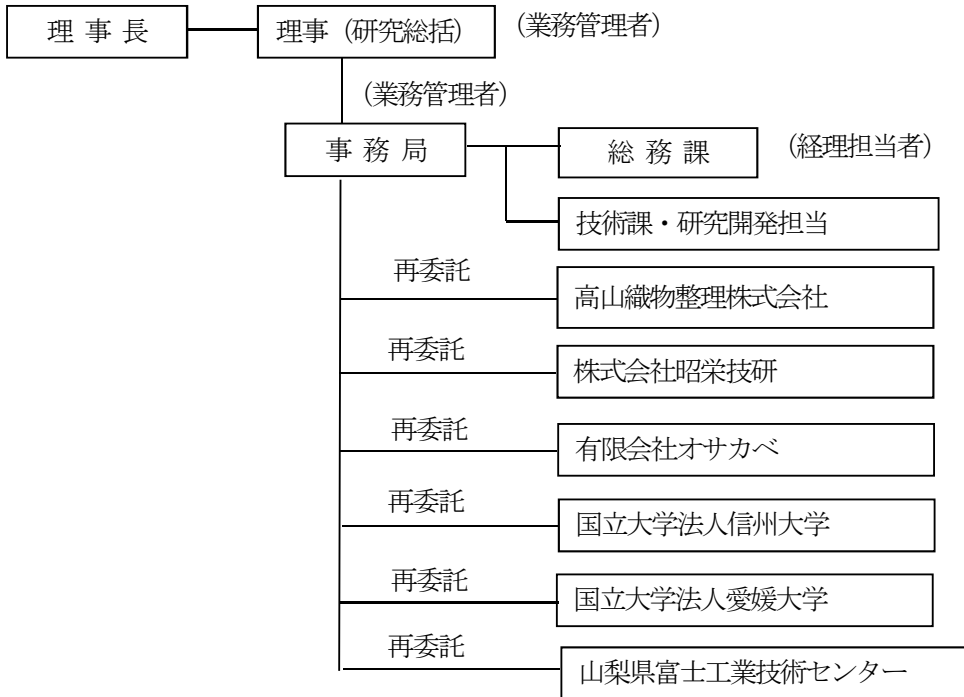 理 事 長
理事（研究総括）
（業務管理者）
（業務管理者）
事 務 局
総 務 課
（経理担当者）
技術課・研究開発担当
再委託
高山織物整理株式会社
再委託
株式会社昭栄技研
再委託
有限会社オサカベ
再委託
国立大学法人信州大学
再委託
国立大学法人愛媛大学
再委託
山梨県富士工業技術センター